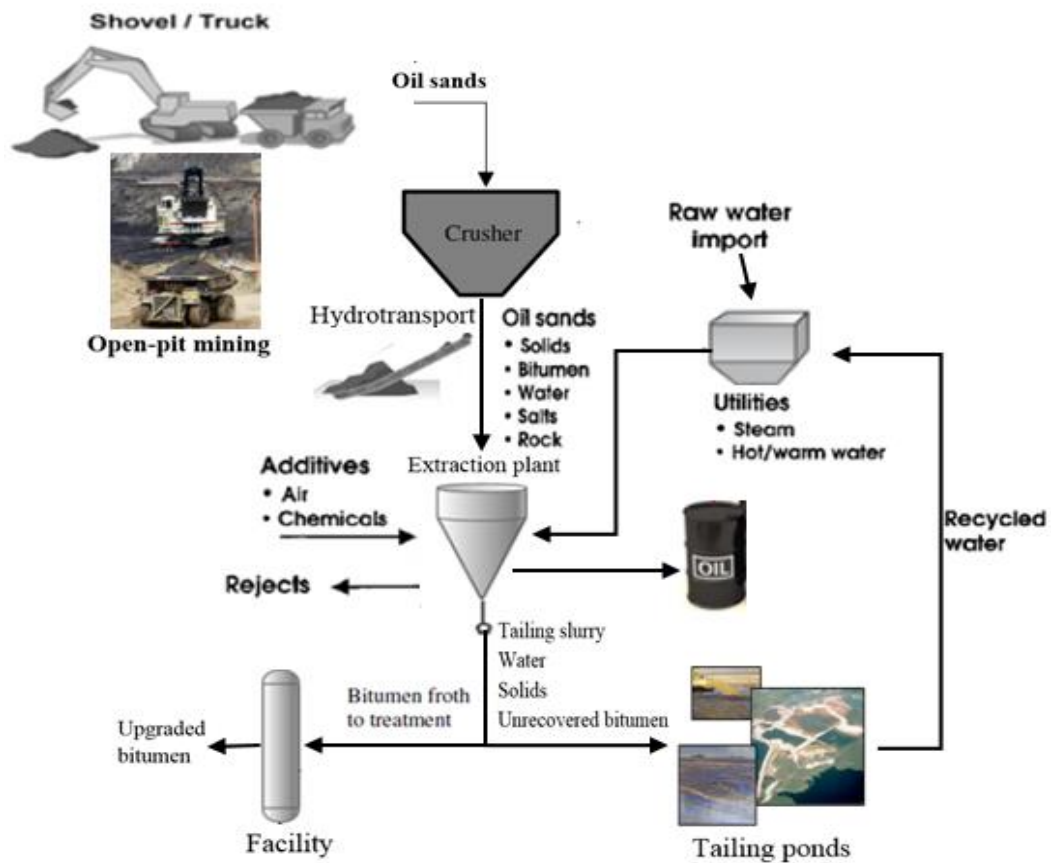 Shovel / Truck
Oil sands
Crusher
Open-pit mining
Hydrotransport
Oil sands
• Solids
• Bitumen
• Water
• Salts
• Rock
Raw water
import
Utilities
• Steam
• Hot/warm water
Extraction plant
Additives
• Air
• Chemicals
Rejects
OIL
Recycled
water
Tailing slurry
Water
Solids
Unrecovered bitumen
Bitumen froth
to treatment
Upgraded
bitumen
Facility
Tailing ponds